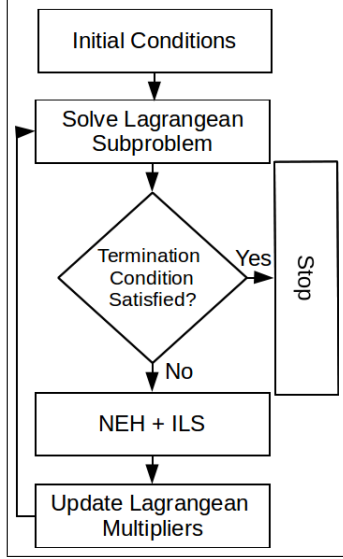 Initial Conditions
Solve Lagrangean
Subproblem
Termination
Condition
Satisfied?
Yes
Stop
No
NEH + ILS
Update Lagrangean
Multipliers